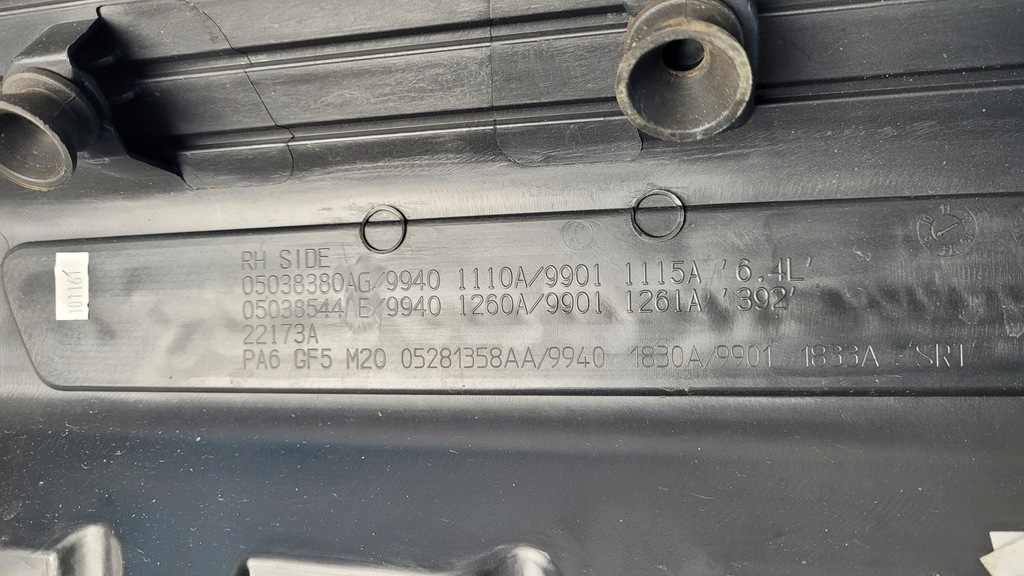 RH SIDE
05038380AG/9940 1110A/9901 1115A '6.4L'
05038544AE/9940 1260A/9901 1261A '392'
22173A
PA6 GF5 M20 05281358AA/9940 1830A/9901 1833A 'SRT
101161